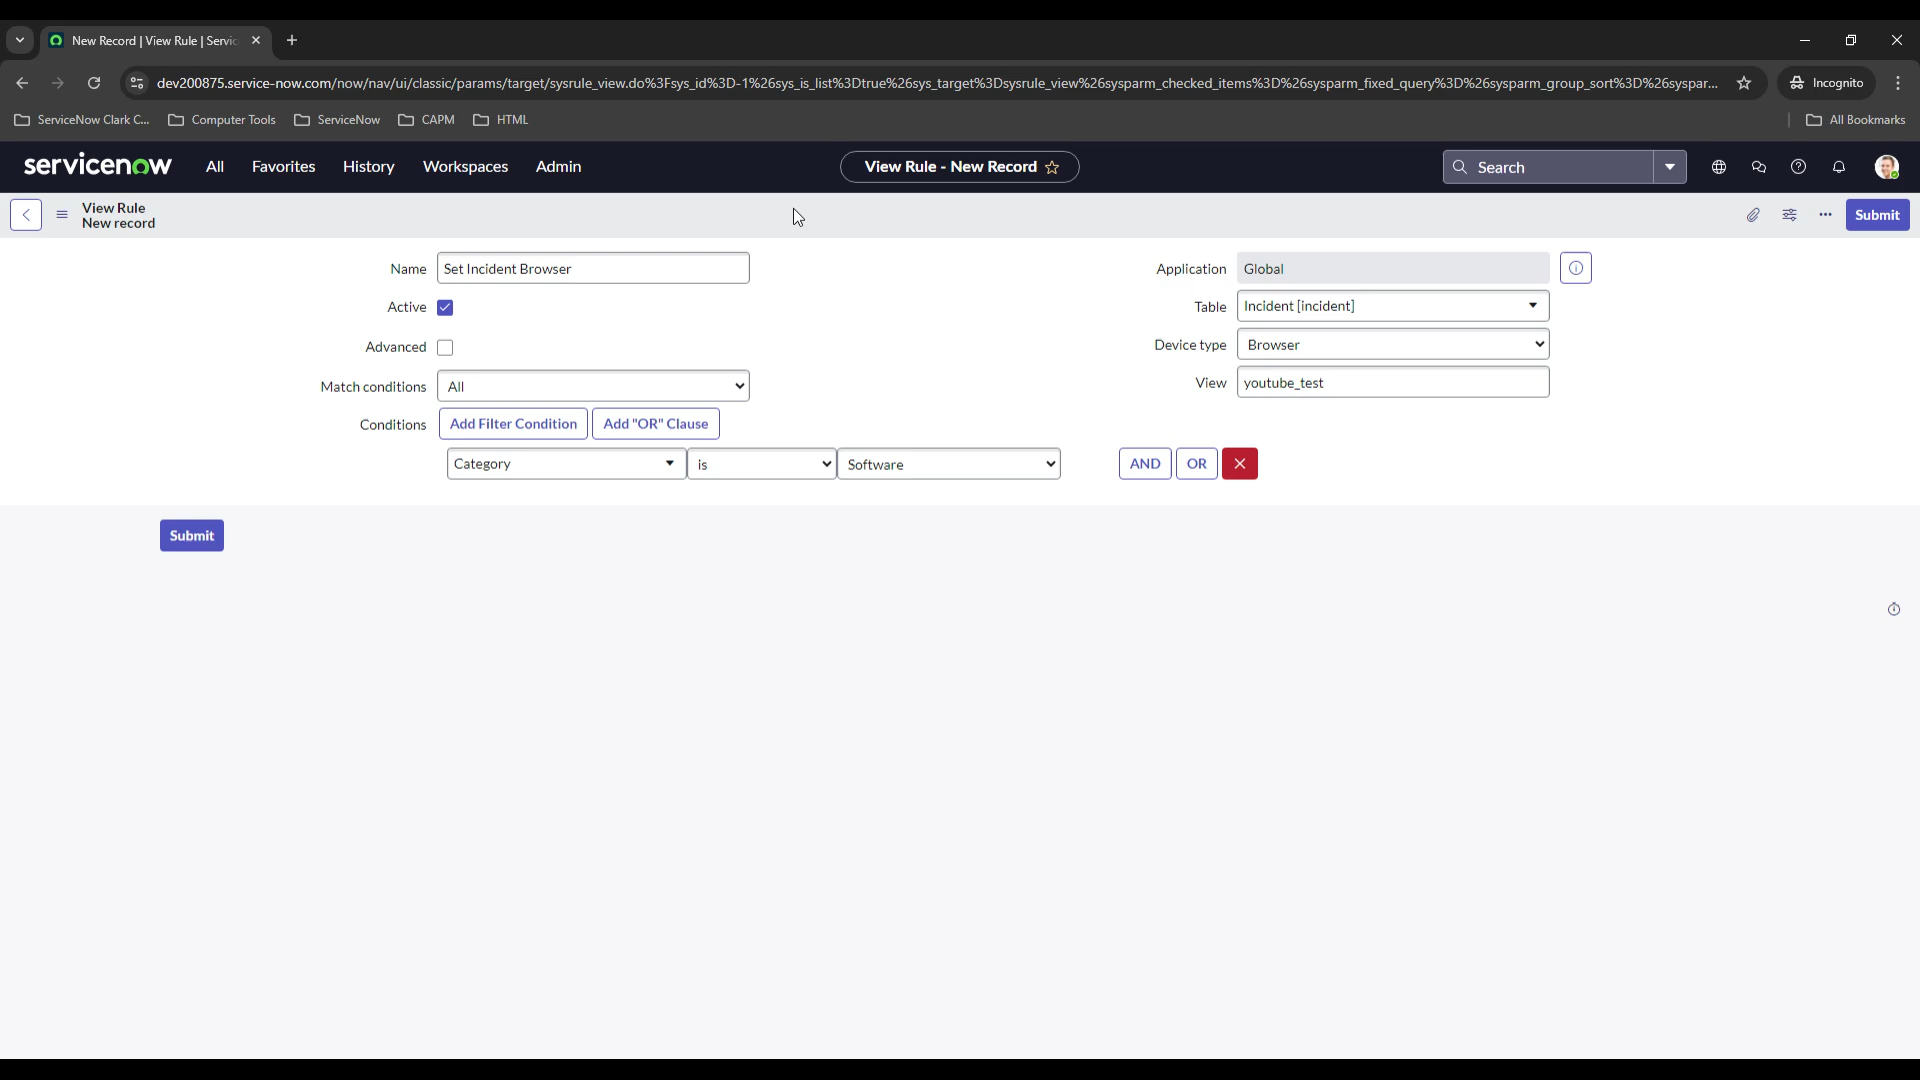 New Record | View Rule | Servic
dev200875.service-now.com/now/nav/ui/classic/params/target/sysrule_view.do%3Fsys_id%3D-1%26sys_is_list%3Dtrue%26sys_target%3Dsysrule_view%26sysparm_checked_items%3D%26sysparm_fixed_query%3D%26sysparm_group_sort%3D%26syspar...
Incognito
ServiceNow Clark C... Computer Tools ServiceNow CAPM HTML All Bookmarks
servicenow All Favorites History Workspaces Admin View Rule - New Record Search
View Rule
New record
Submit
Name Set Incident Browser Application Global
Active Table Incident [incident]
Advanced Device type Browser
Match conditions All View youtube_test
Conditions Add Filter Condition Add "OR" Clause
Category is Software AND OR
Submit